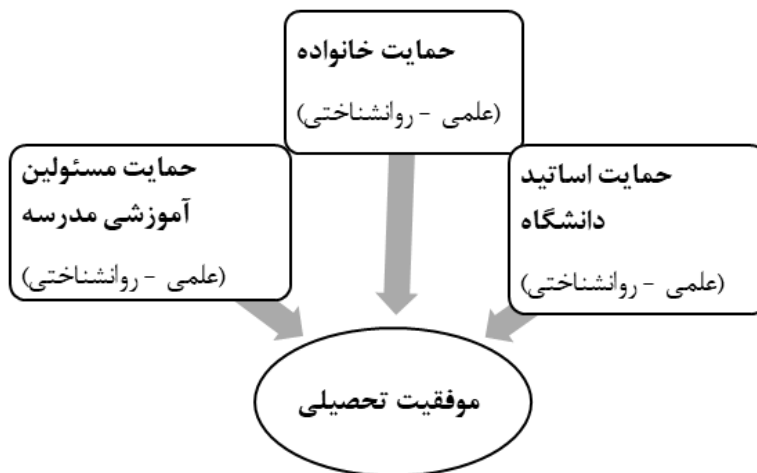 حمایت خانواده
(علمی - روانشناختی)
حمایت اساتید
دانشگاه
(علمی - روانشناختی)
حمایت مسئولین
آموزشی مدرسه
(علمی - روانشناختی)
موفقیت تحصیلی